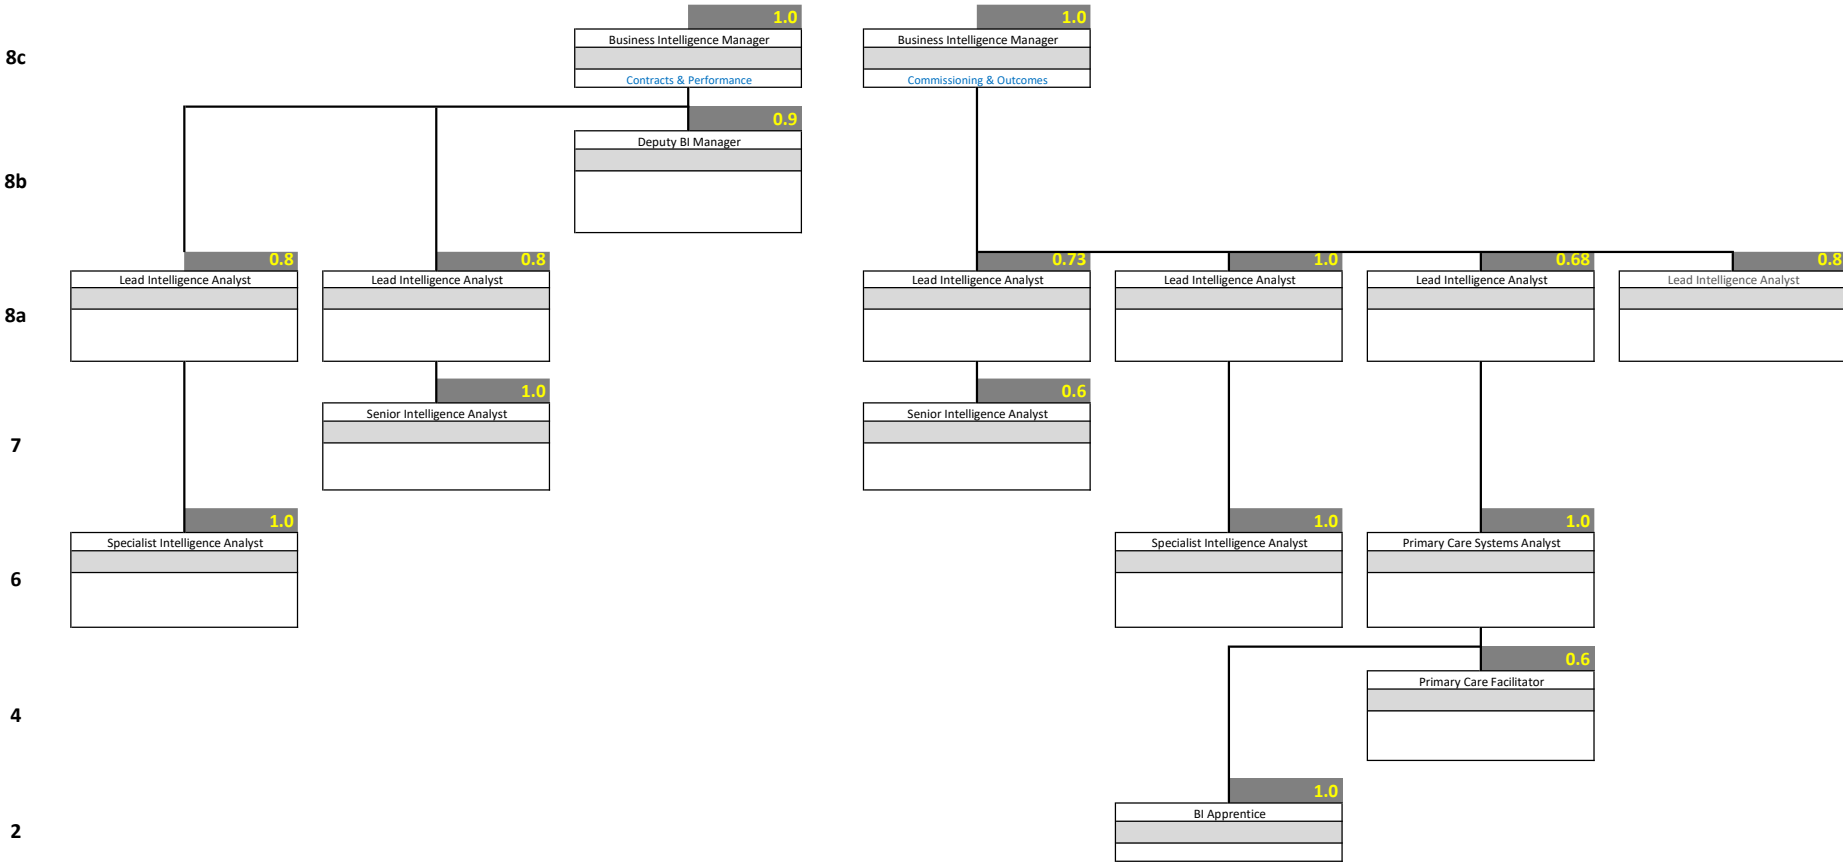 1.0
1.0
8c
Business Intelligence Manager
Business Intelligence Manager
Contracts & Performance
Commissioning & Outcomes
0.9
8b
Deputy BI Manager
0.8
0.8
0.73
1.0
0.68
0.8
8a
Lead Intelligence Analyst
Lead Intelligence Analyst
Lead Intelligence Analyst
Lead Intelligence Analyst
Lead Intelligence Analyst
Lead Intelligence Analyst
1.0
0.6
7
Senior Intelligence Analyst
Senior Intelligence Analyst
1.0
1.0
1.0
6
Specialist Intelligence Analyst
Specialist Intelligence Analyst
Primary Care Systems Analyst
0.6
4
Primary Care Facilitator
1.0
2
BI Apprentice